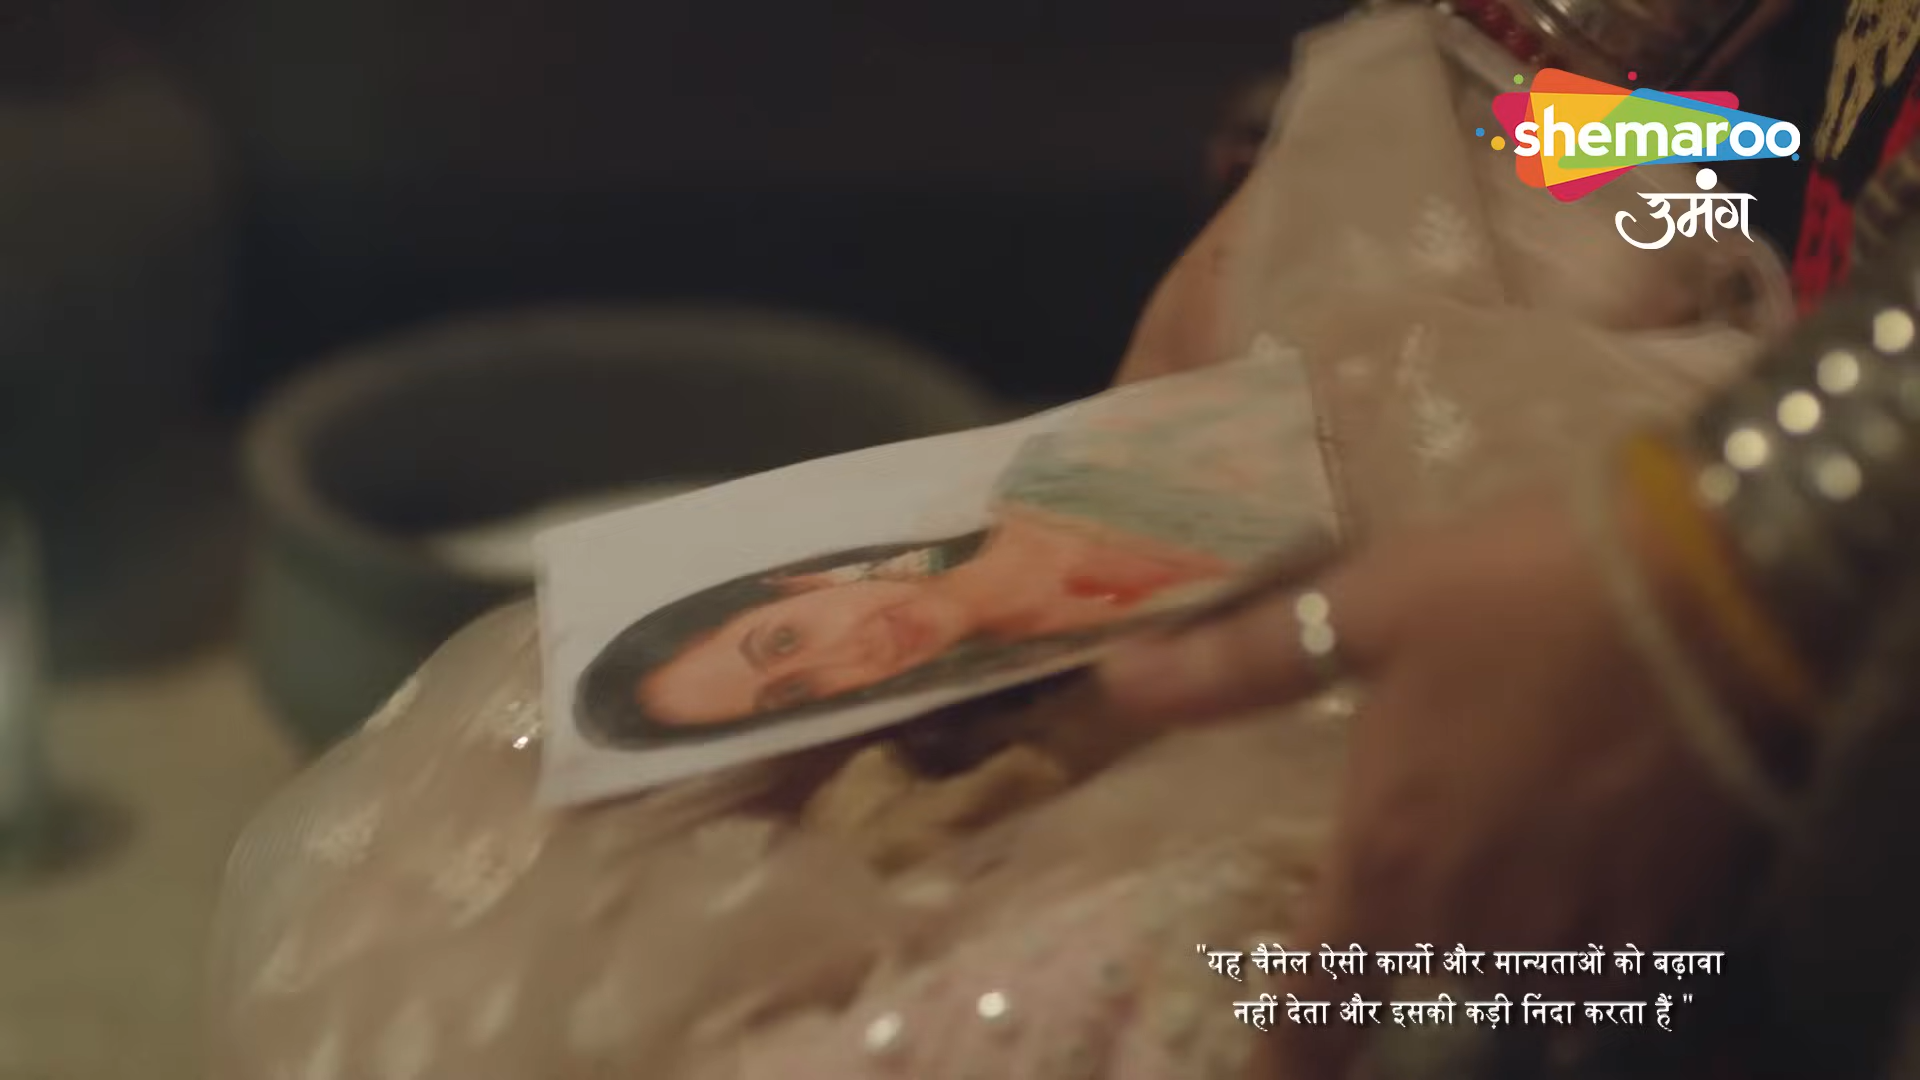 shemaroo
उमंग
"यह चैनेल ऐसी कार्यो और मान्यताओं को बढ़ावा
नहीं देता और इसकी कड़ी निंदा करता हैं "